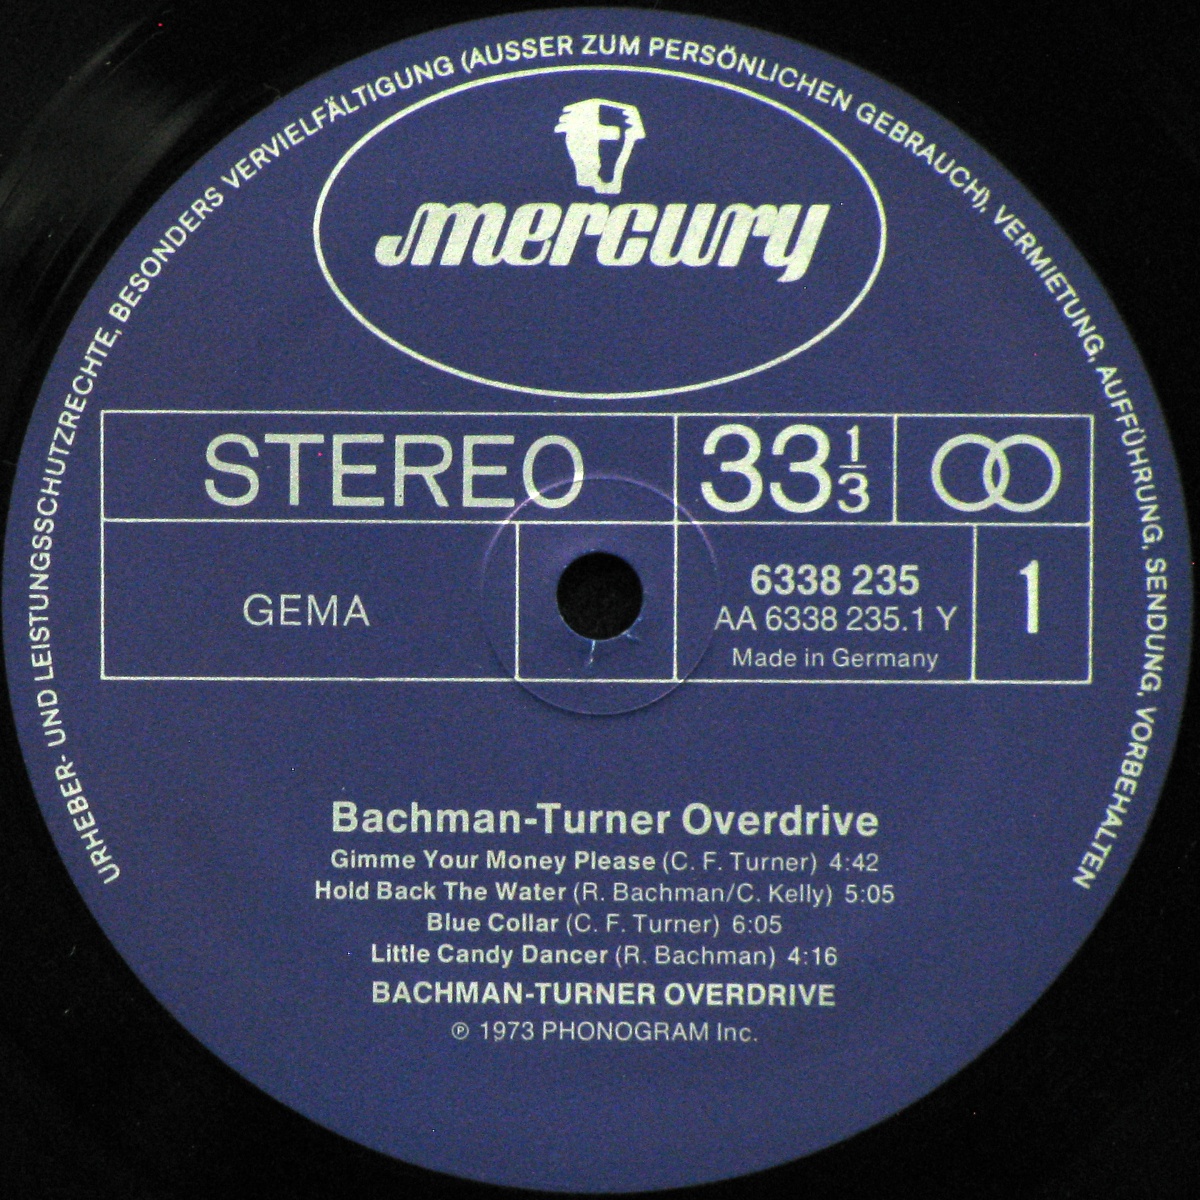 URHEBER- UND LEISTUNGSSCHUTZRECHTE, BESONDERS VERVIELFÄLTIGUNG (AUSSER ZUM PERSÖNLICHEN GEBRAUCH), VERMIETUNG, AUFFÜHRUNG, SENDUNG, VORBEHALTEN
mercury
STEREO 33 1/3
GEMA
6338 235
AA 6338 235.1 Y
Made in Germany
1
Bachman-Turner Overdrive
Gimme Your Money Please (C. F. Turner) 4:42
Hold Back The Water (R. Bachman/C. Kelly) 5:05
Blue Collar (C. F. Turner) 6:05
Little Candy Dancer (R. Bachman) 4:16
BACHMAN-TURNER OVERDRIVE
℗ 1973 PHONOGRAM Inc.